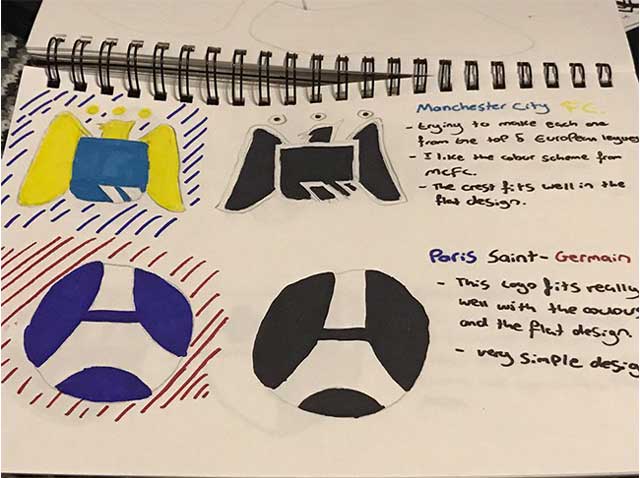 Manchester City F.C.
- trying to make each one
from the top 5 European leagues
- I like the colour scheme from
MCFC.
- The crest fits well in the
flat design.
Paris Saint-Germain
- This logo fits really
well with the colours
and the flat design
- very simple desig